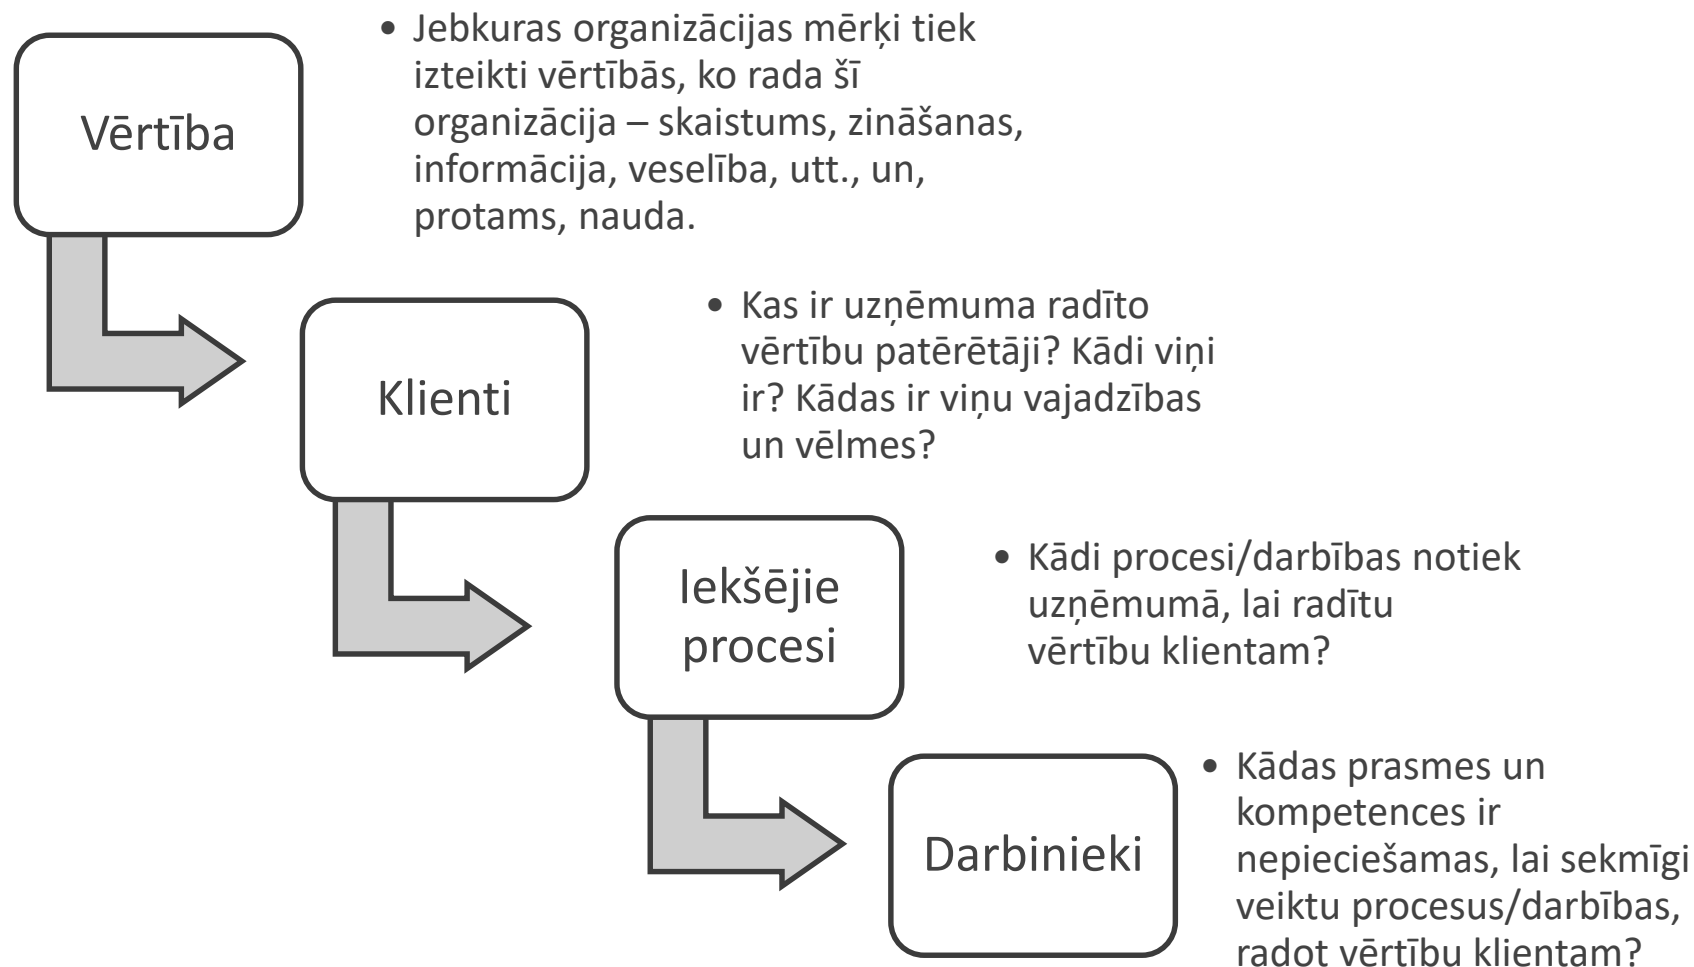 Vērtība
• Jebkuras organizācijas mērķi tiek
izteikti vērtībās, ko rada šī
organizācija – skaistums, zināšanas,
informācija, veselība, utt., un,
protams, nauda.
Klienti
• Kas ir uzņēmuma radīto
vērtību patērētāji? Kādi viņi
ir? Kādas ir viņu vajadzības
un vēlmes?
Iekšējie
procesi
• Kādi procesi/darbības notiek
uzņēmumā, lai radītu
vērtību klientam?
Darbinieki
• Kādas prasmes un
kompetences ir
nepieciešamas, lai sekmīgi
veiktu procesus/darbības,
radot vērtību klientam?